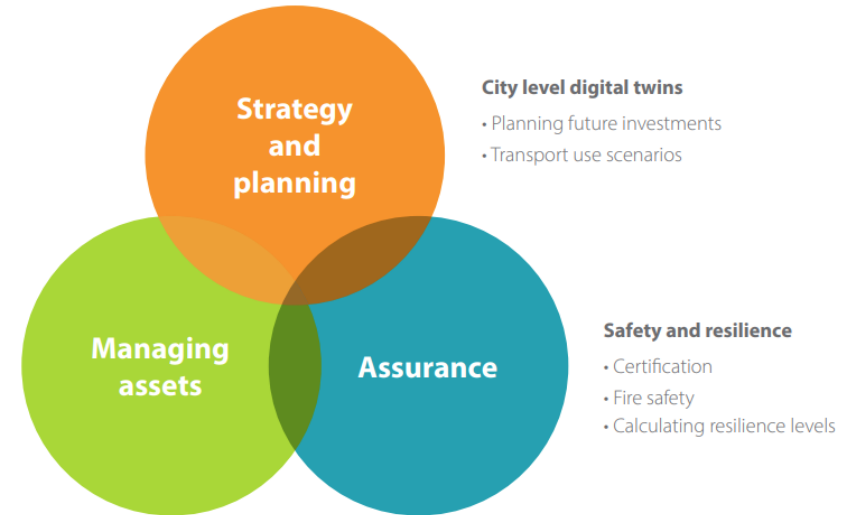 Strategy
and
planning
City level digital twins
• Planning future investments
• Transport use scenarios
Managing
assets
Assurance
Safety and resilience
• Certification
• Fire safety
• Calculating resilience levels